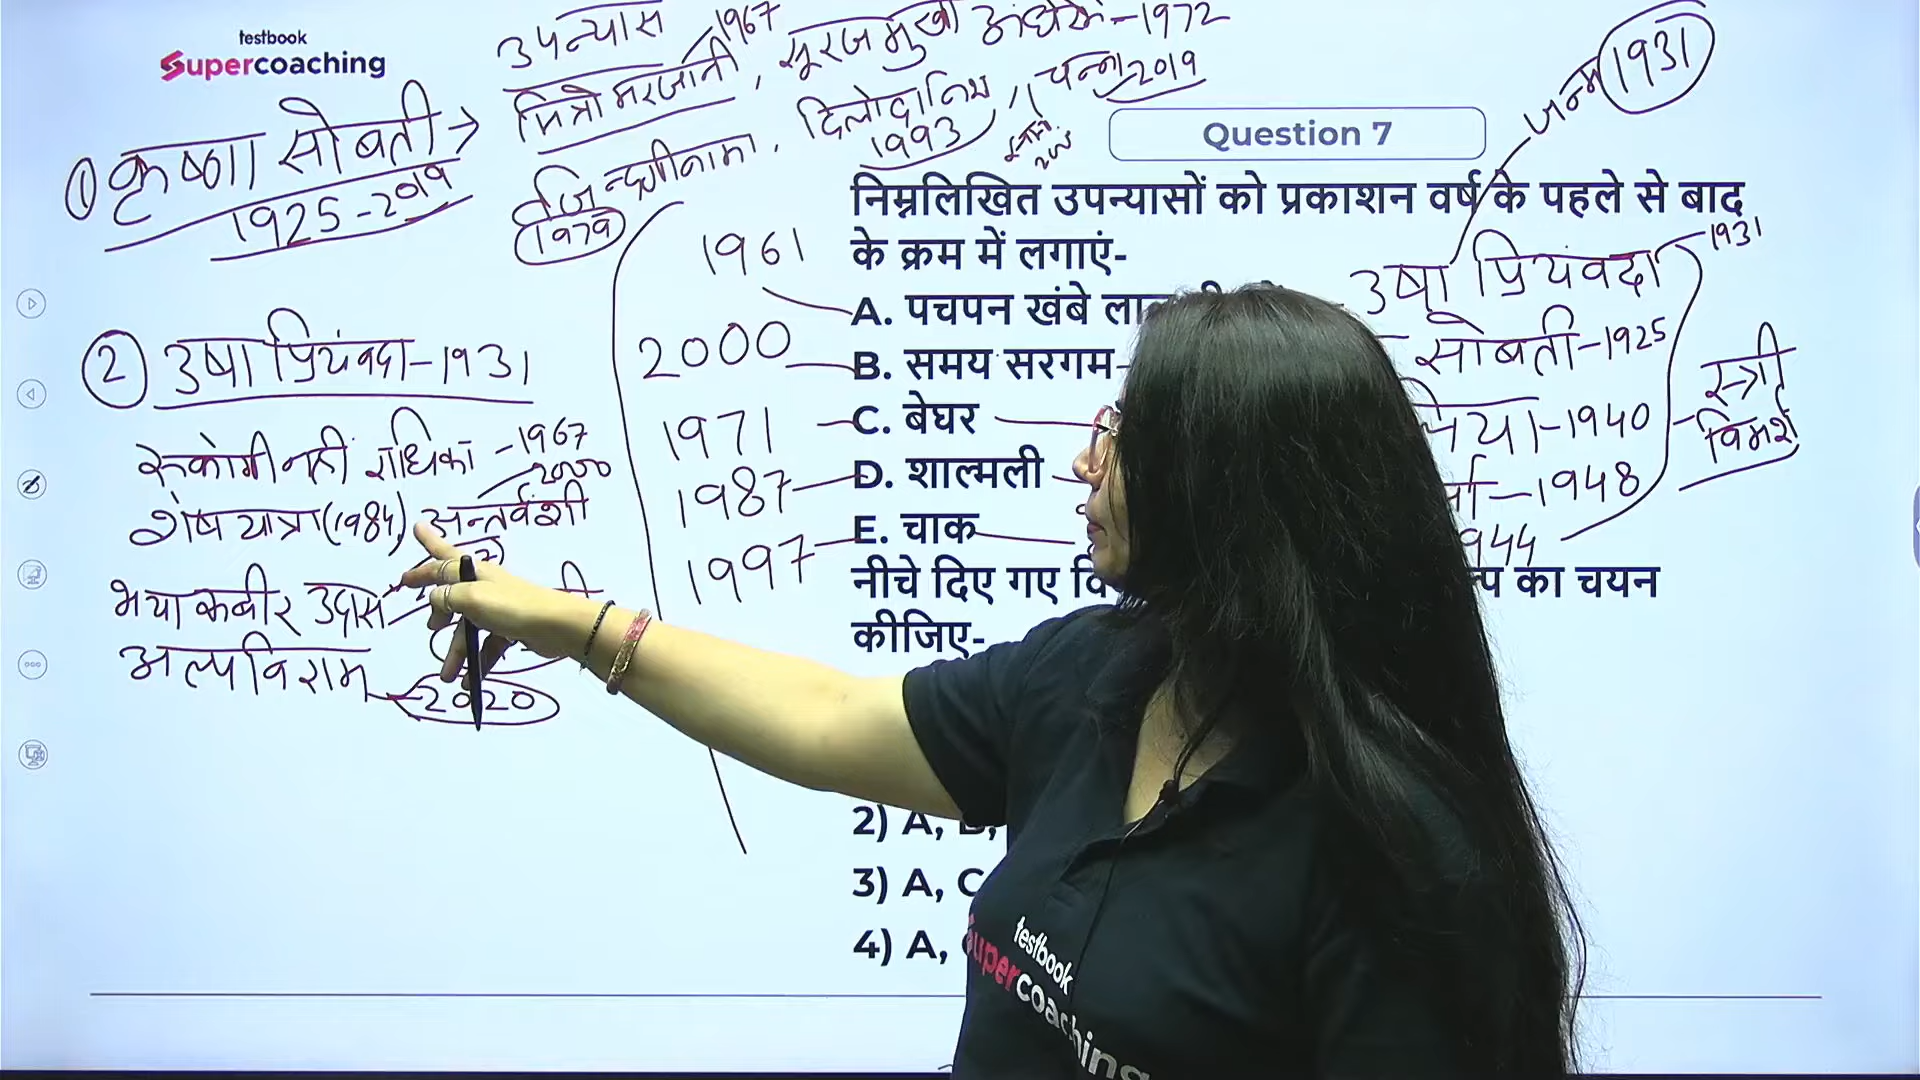 testbook
Supercoaching
उपन्यास
मित्रो मरजानी 1967, सूरजमुखी अंधेरे के-1972
① कृष्णा सोबती →
1925-2019
जिन्दगीनामा, दिलोदानिश, चन्ना 2019
1979
1993
जन्म 1931
Question 7
निम्नलिखित उपन्यासों को प्रकाशन वर्ष के पहले से बाद
के क्रम में लगाएं-
1961 A. पचपन खंबे
उषा प्रियंवदा 1931
2000 B. समय सरगम-
सोबती-1925
1971 C. बेघर
1940
1987 D. शाल्मली
1948
1997 E. चाक
944
स्त्री
विमर्श
नीचे दिए गए
का चयन
कीजिए-
2) A, B,
3) A, C
4) A,
② उषा प्रियंवदा-1931
रुकोगी नहीं राधिका -1967
शेषयात्रा (1984), अन्तर्वंशी 2000
भया कबीर उदास
अल्पविराम 2020
testbook
Supercoaching